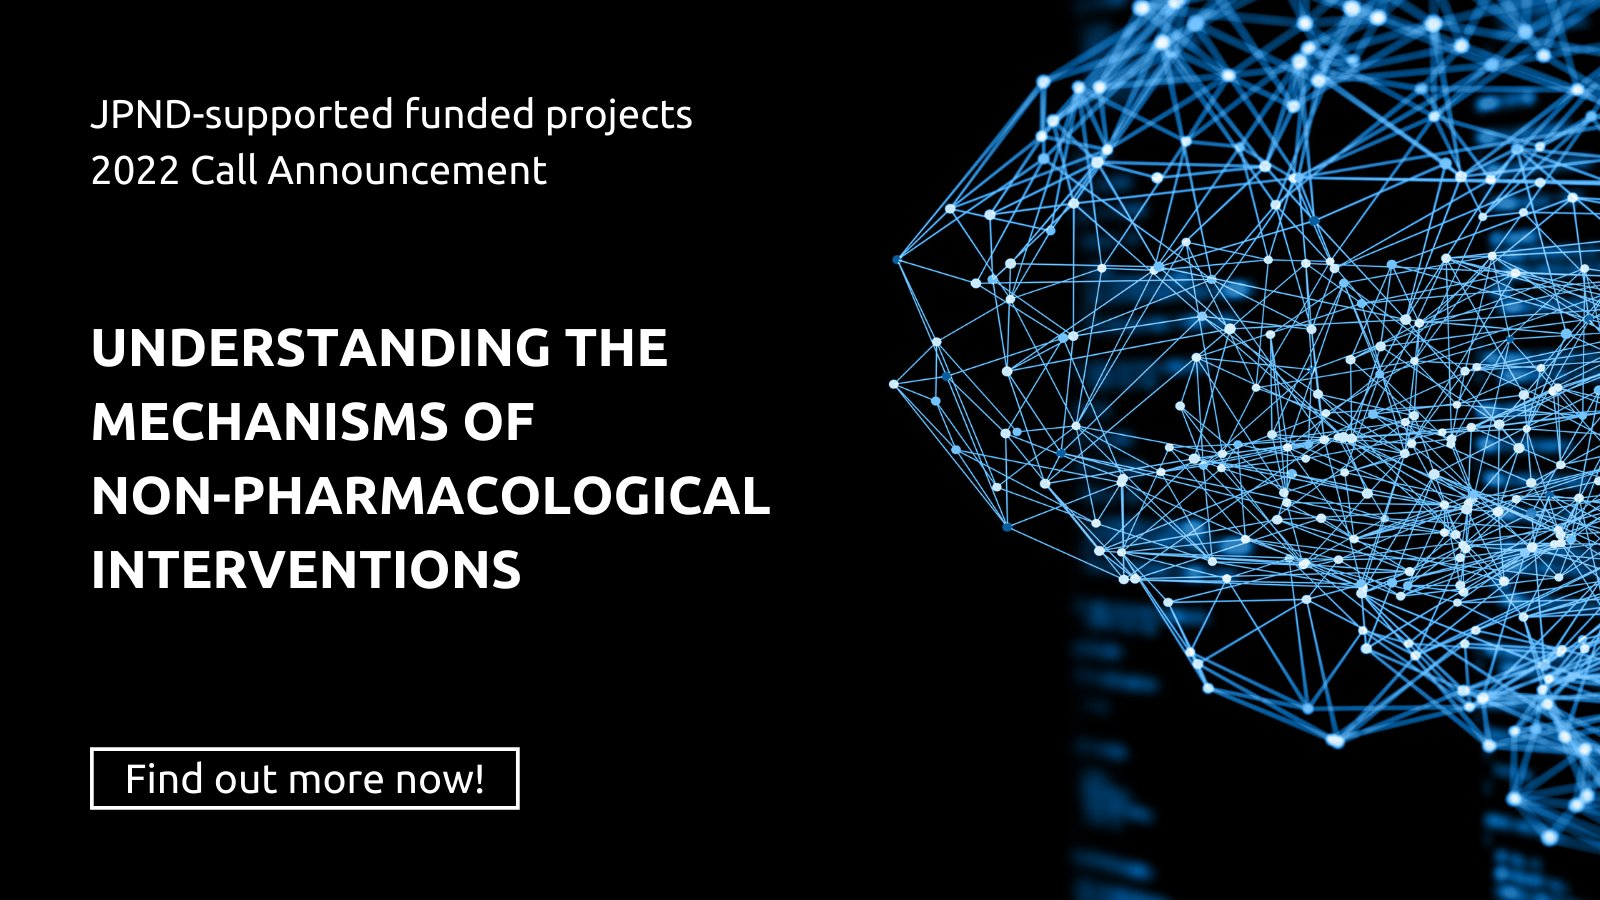 JPND-supported funded projects
2022 Call Announcement
UNDERSTANDING THE
MECHANISMS OF
NON-PHARMACOLOGICAL
INTERVENTIONS
Find out more now!